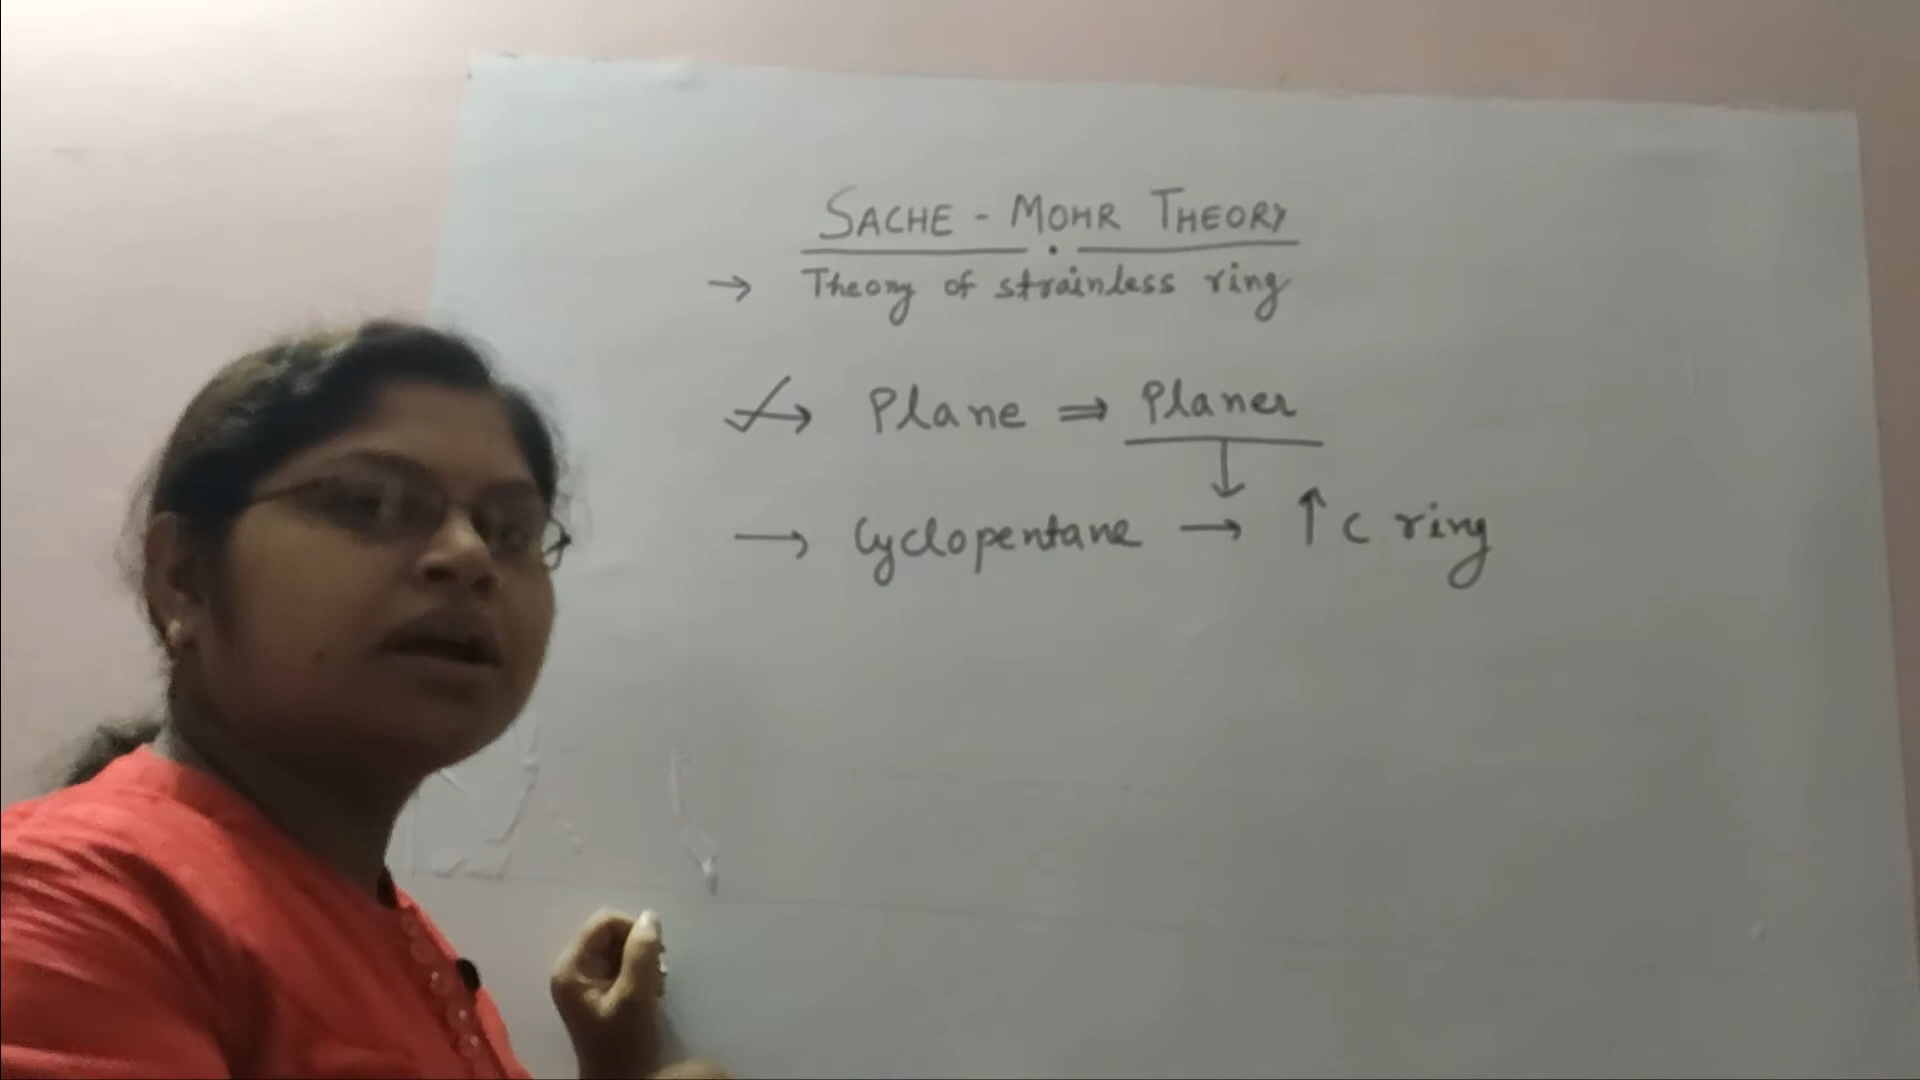 SACHE - MOHR THEORY
→ Theory of strainless ring
→ Plane ⇒ Planer
↓
→ Cyclopentane → ↑ C ring